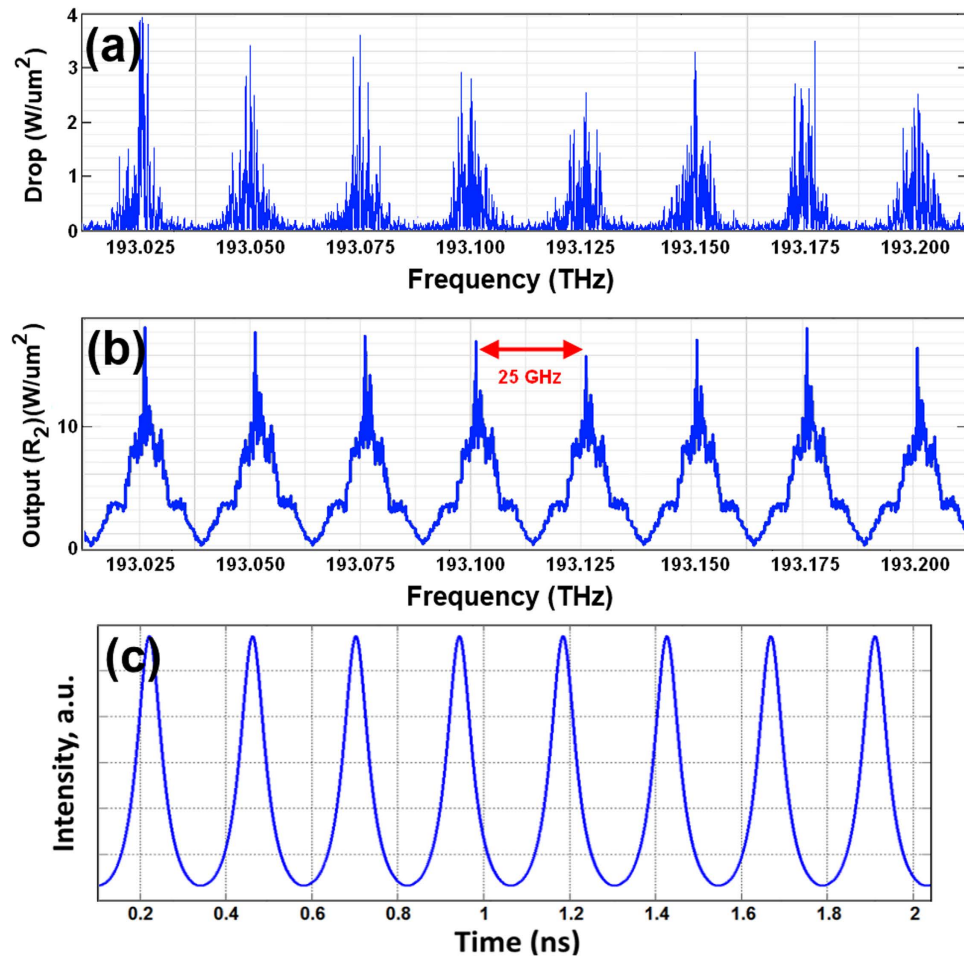 (a)
Drop (W/um²)
4
3
2
1
0
193.025 193.050 193.075 193.100 193.125 193.150 193.175 193.200
Frequency (THz)
(b)
Output (R₂)(W/um²)
10
0
25 GHz
193.025 193.050 193.075 193.100 193.125 193.150 193.175 193.200
Frequency (THz)
(c)
Intensity, a.u.
0.2 0.4 0.6 0.8 1 1.2 1.4 1.6 1.8 2
Time (ns)